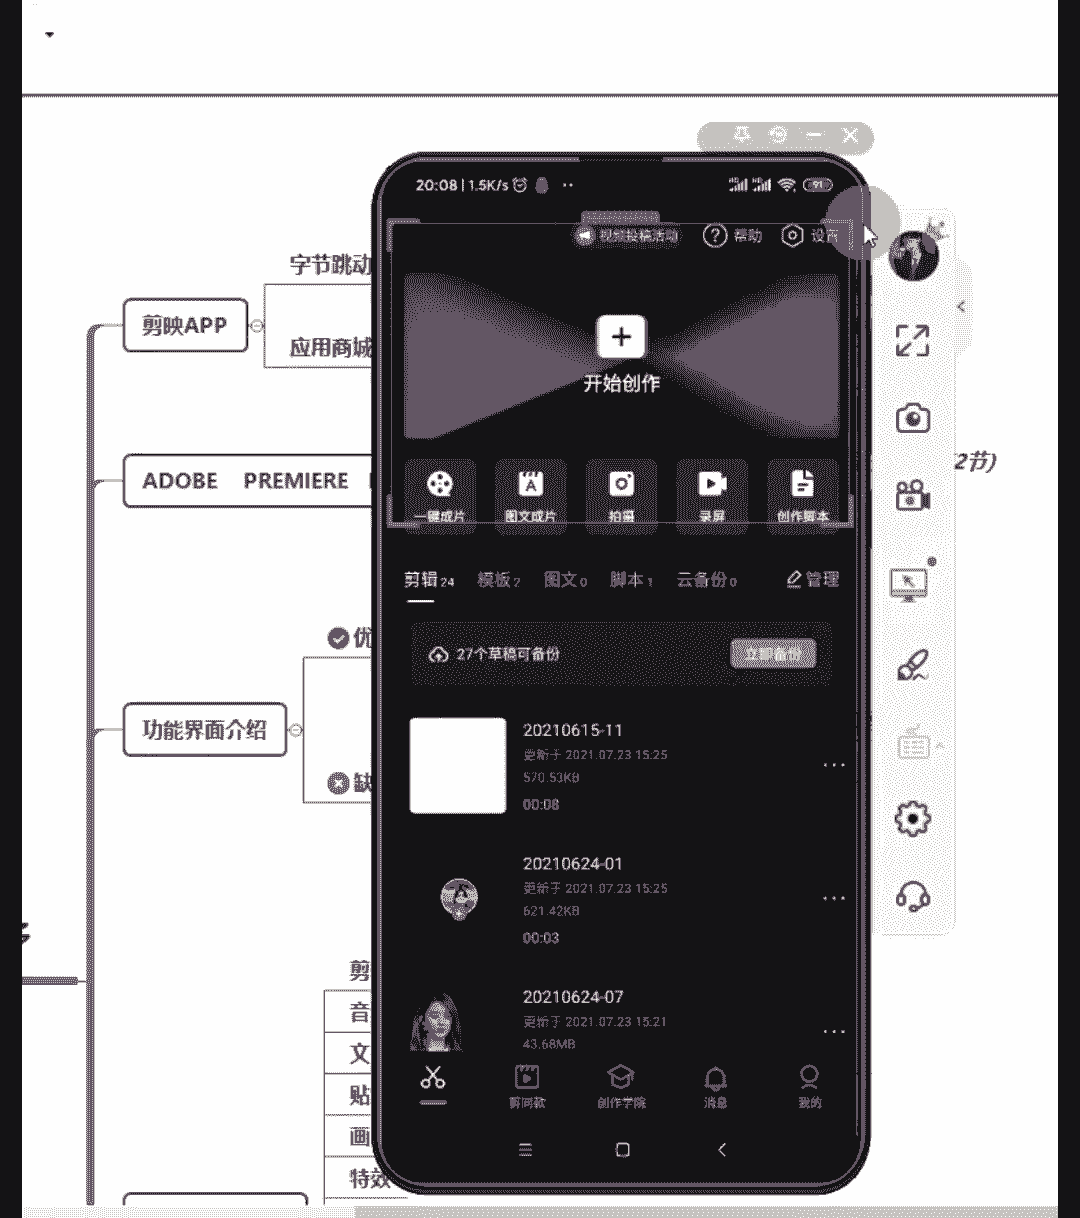 20:08 | 1.5K/s
91
视频投稿活动
帮助
设置
开始创作
一键成片
图文成片
拍摄
录屏
创作脚本
剪辑 24
模板 2
图文 0
脚本 1
云备份 0
管理
27个草稿可备份
立即备份
20210615-11
更新于 2021.07.23 15:25
570.53KB
00:08
20210624-01
更新于 2021.07.23 15:25
621.42KB
00:03
20210624-07
更新于 2021.07.23 15:21
43.68MB
剪同款
创作学院
消息
我的
字节跳动
剪映APP
应用商城
ADOBE PREMIERE
2节)
优
功能界面介绍
缺
剪
音
文
贴
画
特效